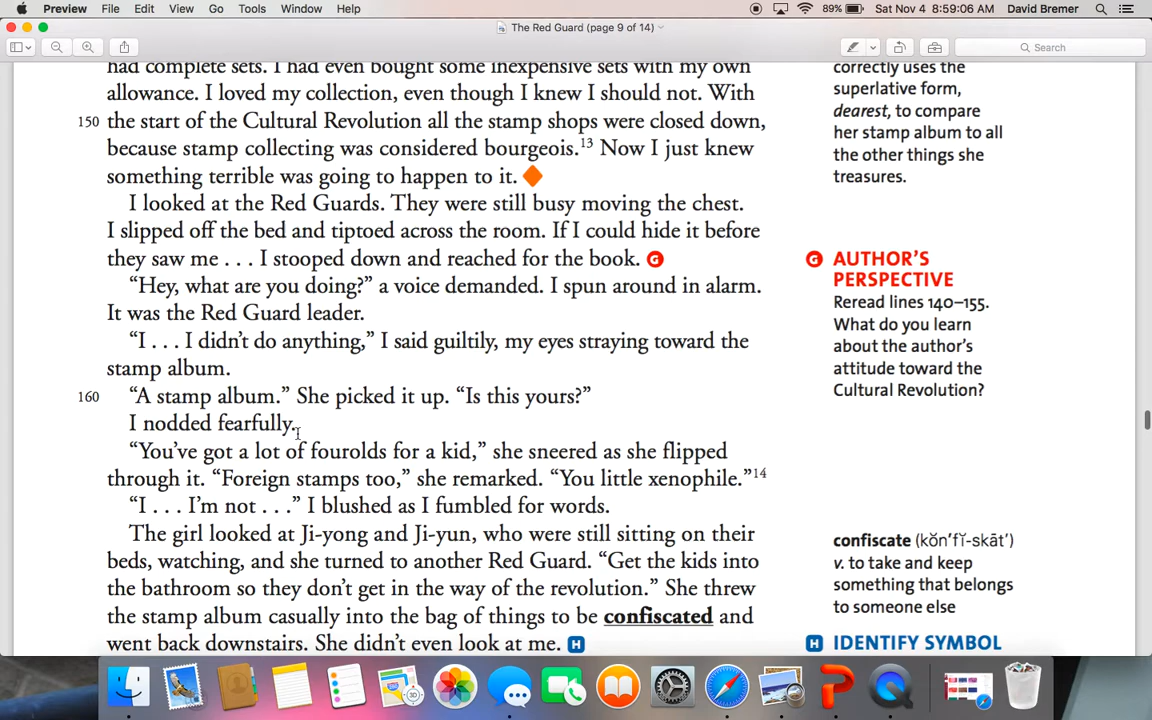 Preview File Edit View Go Tools Window Help 89% Sat Nov 4 8:59:06 AM David Bremer
The Red Guard (page 9 of 14)
Search
had complete sets. I had even bought some inexpensive sets with my own
allowance. I loved my collection, even though I knew I should not. With
150 the start of the Cultural Revolution all the stamp shops were closed down,
because stamp collecting was considered bourgeois.13 Now I just knew
something terrible was going to happen to it.
I looked at the Red Guards. They were still busy moving the chest.
I slipped off the bed and tiptoed across the room. If I could hide it before
they saw me . . . I stooped down and reached for the book. G
“Hey, what are you doing?” a voice demanded. I spun around in alarm.
It was the Red Guard leader.
“I . . . I didn’t do anything,” I said guiltily, my eyes straying toward the
stamp album.
160 “A stamp album.” She picked it up. “Is this yours?”
I nodded fearfully.
“You’ve got a lot of fourolds for a kid,” she sneered as she flipped
through it. “Foreign stamps too,” she remarked. “You little xenophile.”14
“I . . . I’m not . . .” I blushed as I fumbled for words.
The girl looked at Ji-yong and Ji-yun, who were still sitting on their
beds, watching, and she turned to another Red Guard. “Get the kids into
the bathroom so they don’t get in the way of the revolution.” She threw
the stamp album casually into the bag of things to be confiscated and
went back downstairs. She didn’t even look at me. H
correctly uses the
superlative form,
dearest, to compare
her stamp album to all
the other things she
treasures.
G AUTHOR’S
PERSPECTIVE
Reread lines 140–155.
What do you learn
about the author’s
attitude toward the
Cultural Revolution?
confiscate (kŏn′fĭ-skāt′)
v. to take and keep
something that belongs
to someone else
H IDENTIFY SYMBOL
3D